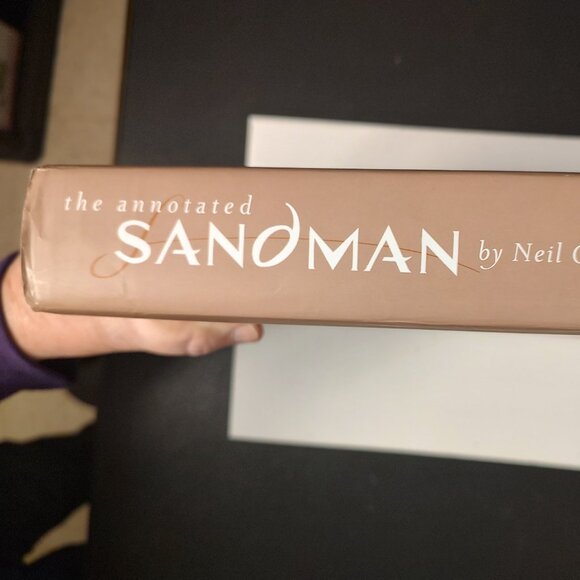 the annotated
SANDMAN by Neil G